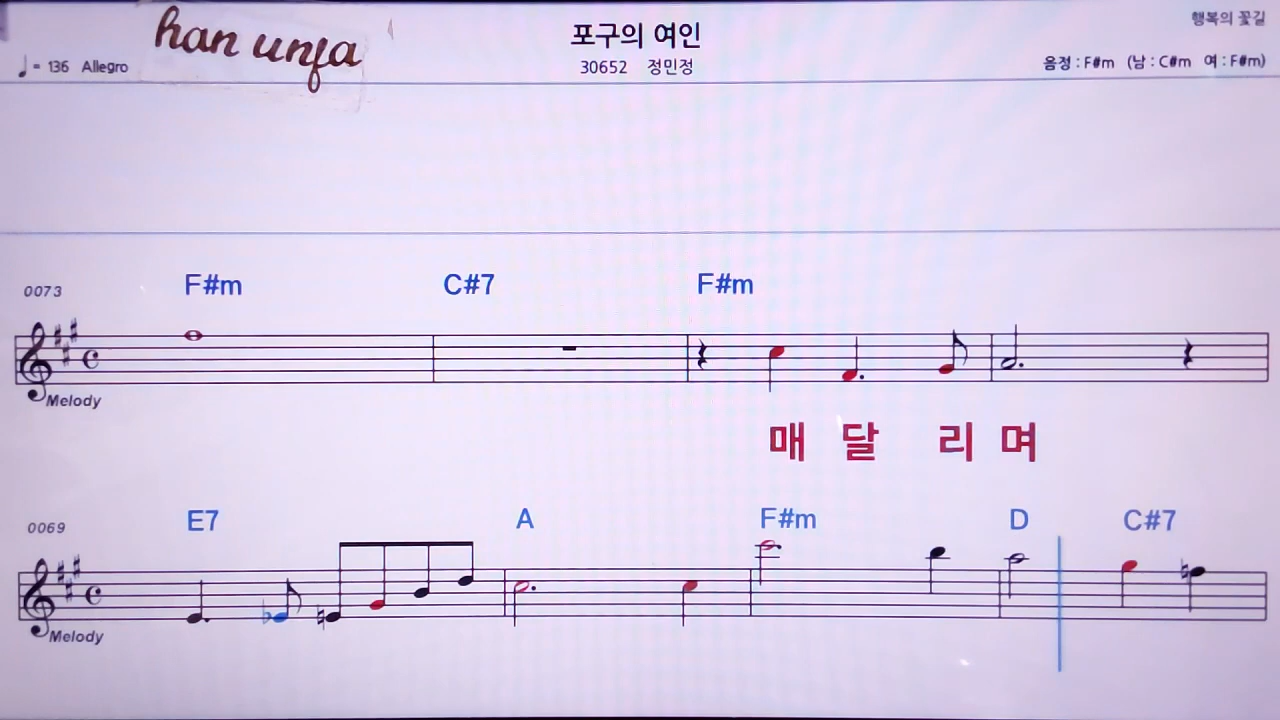 han unja
포구의 여인
행복의 꽃길
♩= 136 Allegro
30652 정민정
음정 : F#m (남 : C#m 여 : F#m)
0073
F#m C#7 F#m
Melody
매 달 리 며
0069
E7 A F#m D C#7
Melody